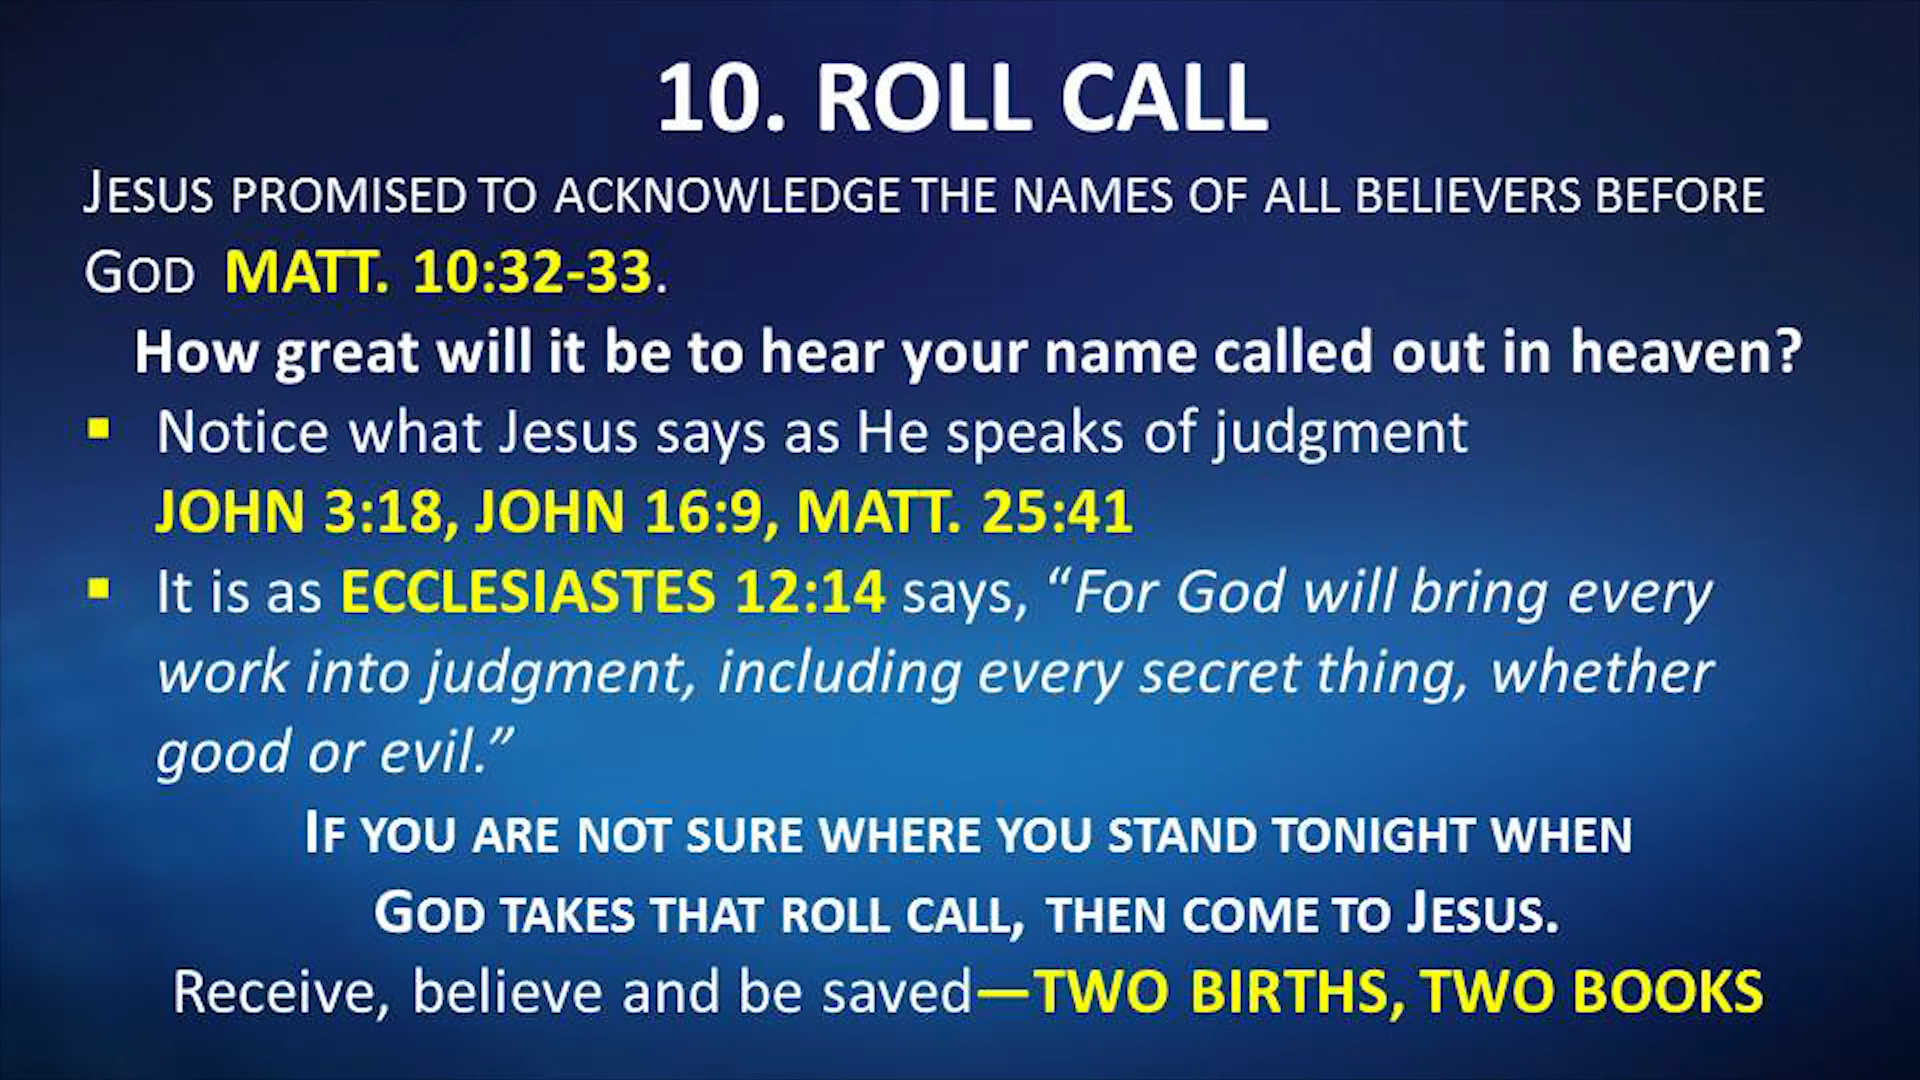 10. ROLL CALL
JESUS PROMISED TO ACKNOWLEDGE THE NAMES OF ALL BELIEVERS BEFORE
GOD MATT. 10:32-33.
How great will it be to hear your name called out in heaven?
▪ Notice what Jesus says as He speaks of judgment
JOHN 3:18, JOHN 16:9, MATT. 25:41
▪ It is as ECCLESIASTES 12:14 says, “For God will bring every
work into judgment, including every secret thing, whether
good or evil.”
IF YOU ARE NOT SURE WHERE YOU STAND TONIGHT WHEN
GOD TAKES THAT ROLL CALL, THEN COME TO JESUS.
Receive, believe and be saved—TWO BIRTHS, TWO BOOKS